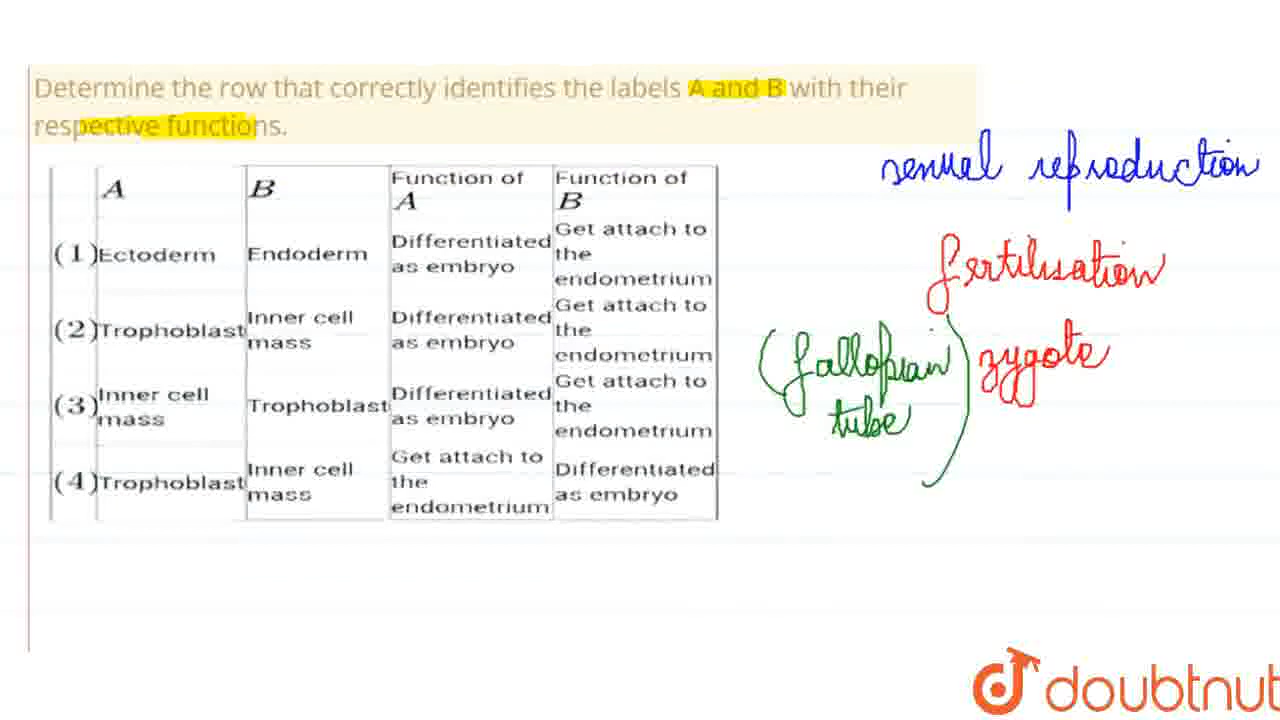 Determine the row that correctly identifies the labels A and B with their
respective functions.
A B Function of A Function of B
(1) Ectoderm Endoderm Differentiated as embryo Get attach to the endometrium
(2) Trophoblast Inner cell mass Differentiated as embryo Get attach to the endometrium
(3) Inner cell mass Trophoblast Differentiated as embryo Get attach to the endometrium
(4) Trophoblast Inner cell mass Get attach to the endometrium Differentiated as embryo
sexual reproduction
fertilisation
(fallopian tube)
zygote
doubtnut